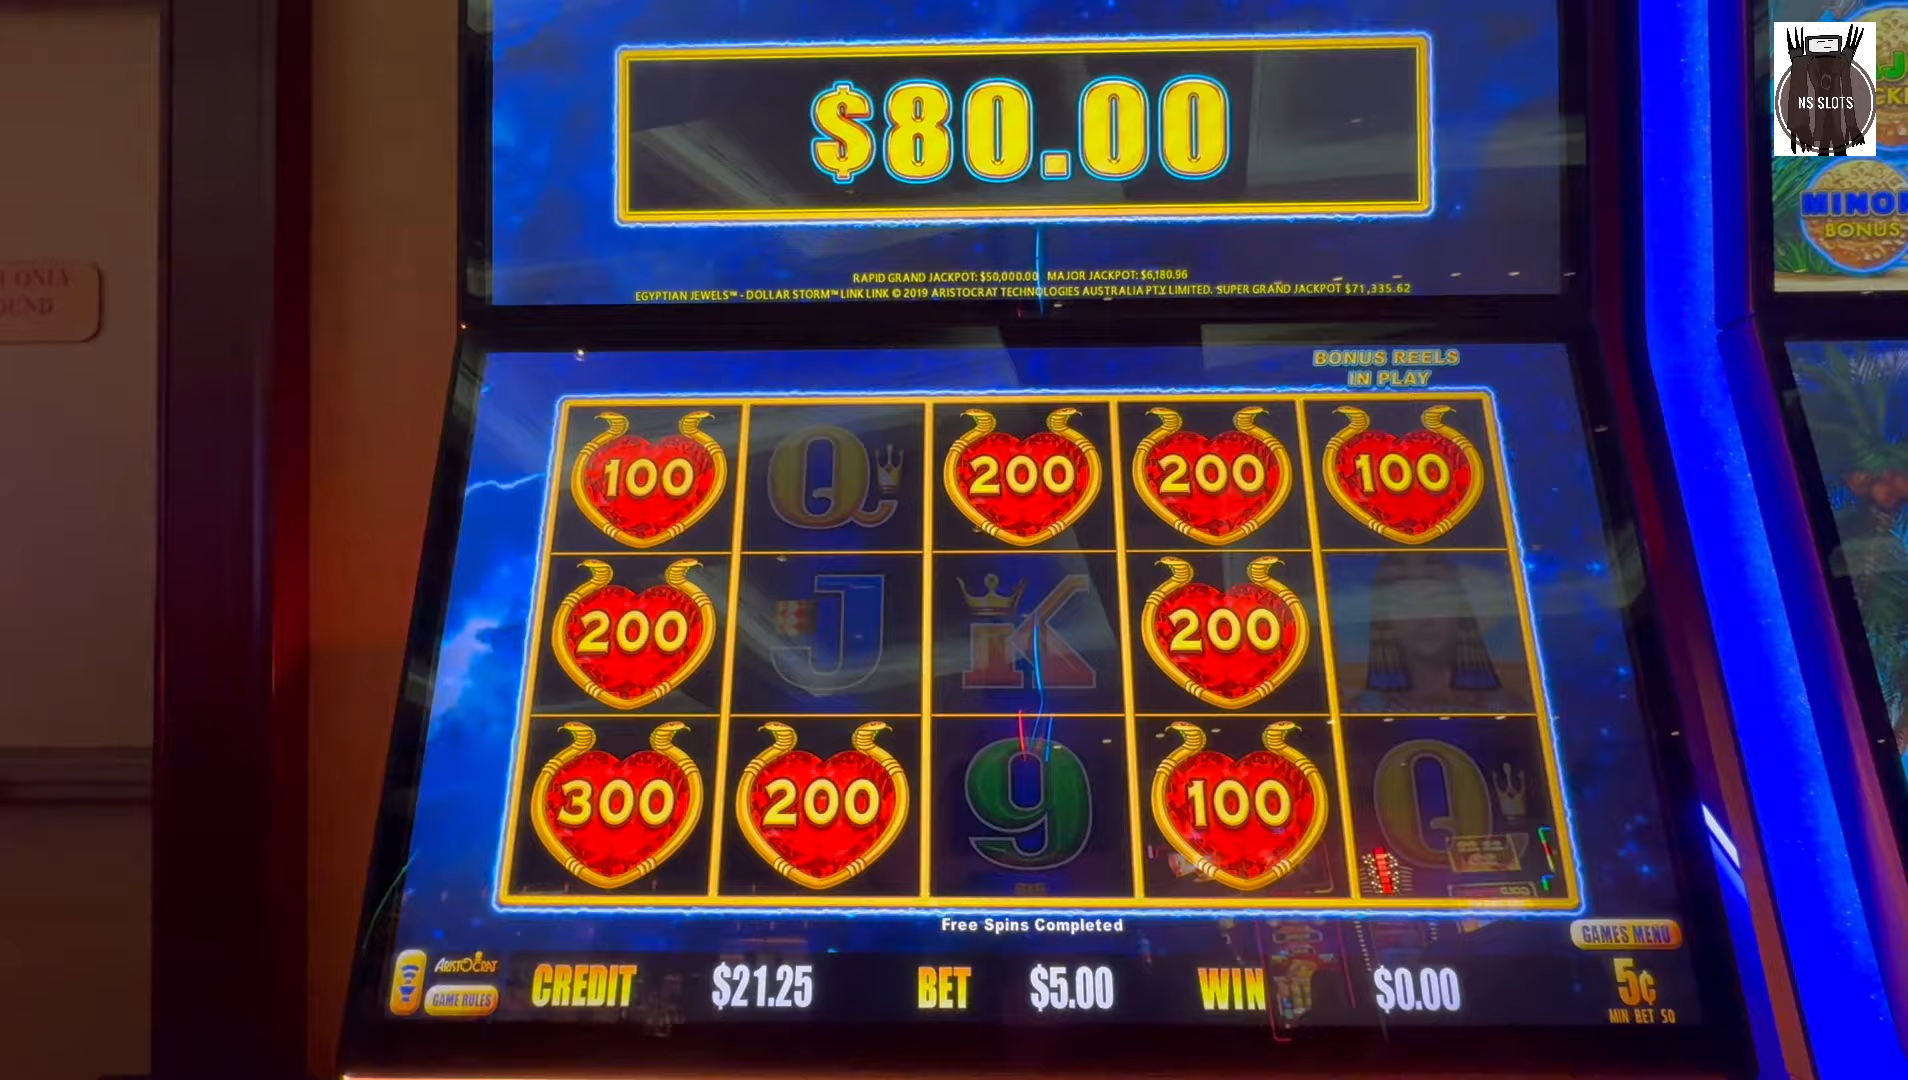 $80.00
NS SLOTS
MINOR
BONUS
ONLY
RAPID GRAND JACKPOT: $50,000.00 MAJOR JACKPOT: $6,180.96
EGYPTIAN JEWELS™ - DOLLAR STORM™ LINK LINK © 2019 ARISTOCRAT TECHNOLOGIES AUSTRALIA PTY LIMITED. SUPER GRAND JACKPOT $71,335.62
BONUS REELS
IN PLAY
100 Q 200 200 100
200 J K 200
300 200 9 100 Q
Free Spins Completed
GAMES MENU
ARISTOCRAT
GAME RULES
CREDIT $21.25 BET $5.00 WIN $0.00
5¢
MIN BET 50